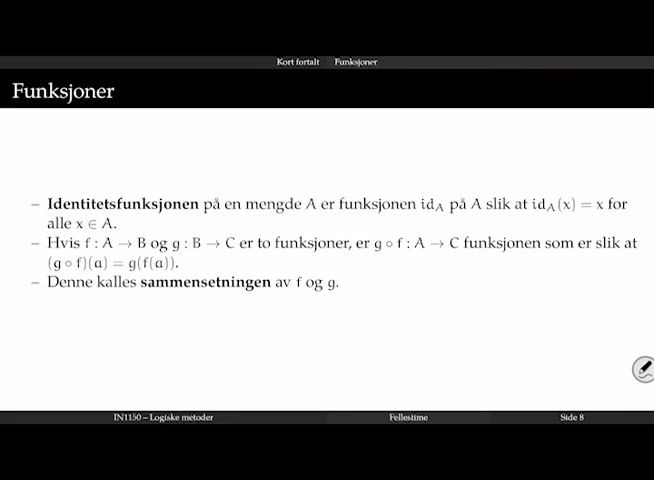 Kort fortalt Funksjoner
Funksjoner
– Identitetsfunksjonen på en mengde A er funksjonen id_A på A slik at id_A(x) = x for
alle x ∈ A.
– Hvis f : A → B og g : B → C er to funksjoner, er g ∘ f : A → C funksjonen som er slik at
(g ∘ f)(a) = g(f(a)).
– Denne kalles sammensetningen av f og g.
IN1150 – Logiske metoder Fellestime Side 8